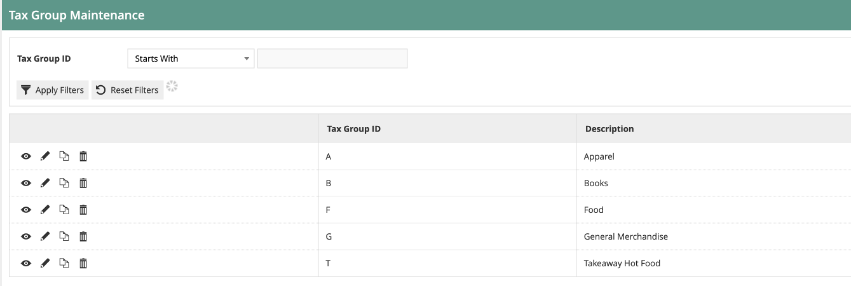 Tax Group Maintenance
Tax Group ID Starts With
Apply Filters Reset Filters
Tax Group ID Description
A Apparel
B Books
F Food
G General Merchandise
T Takeaway Hot Food